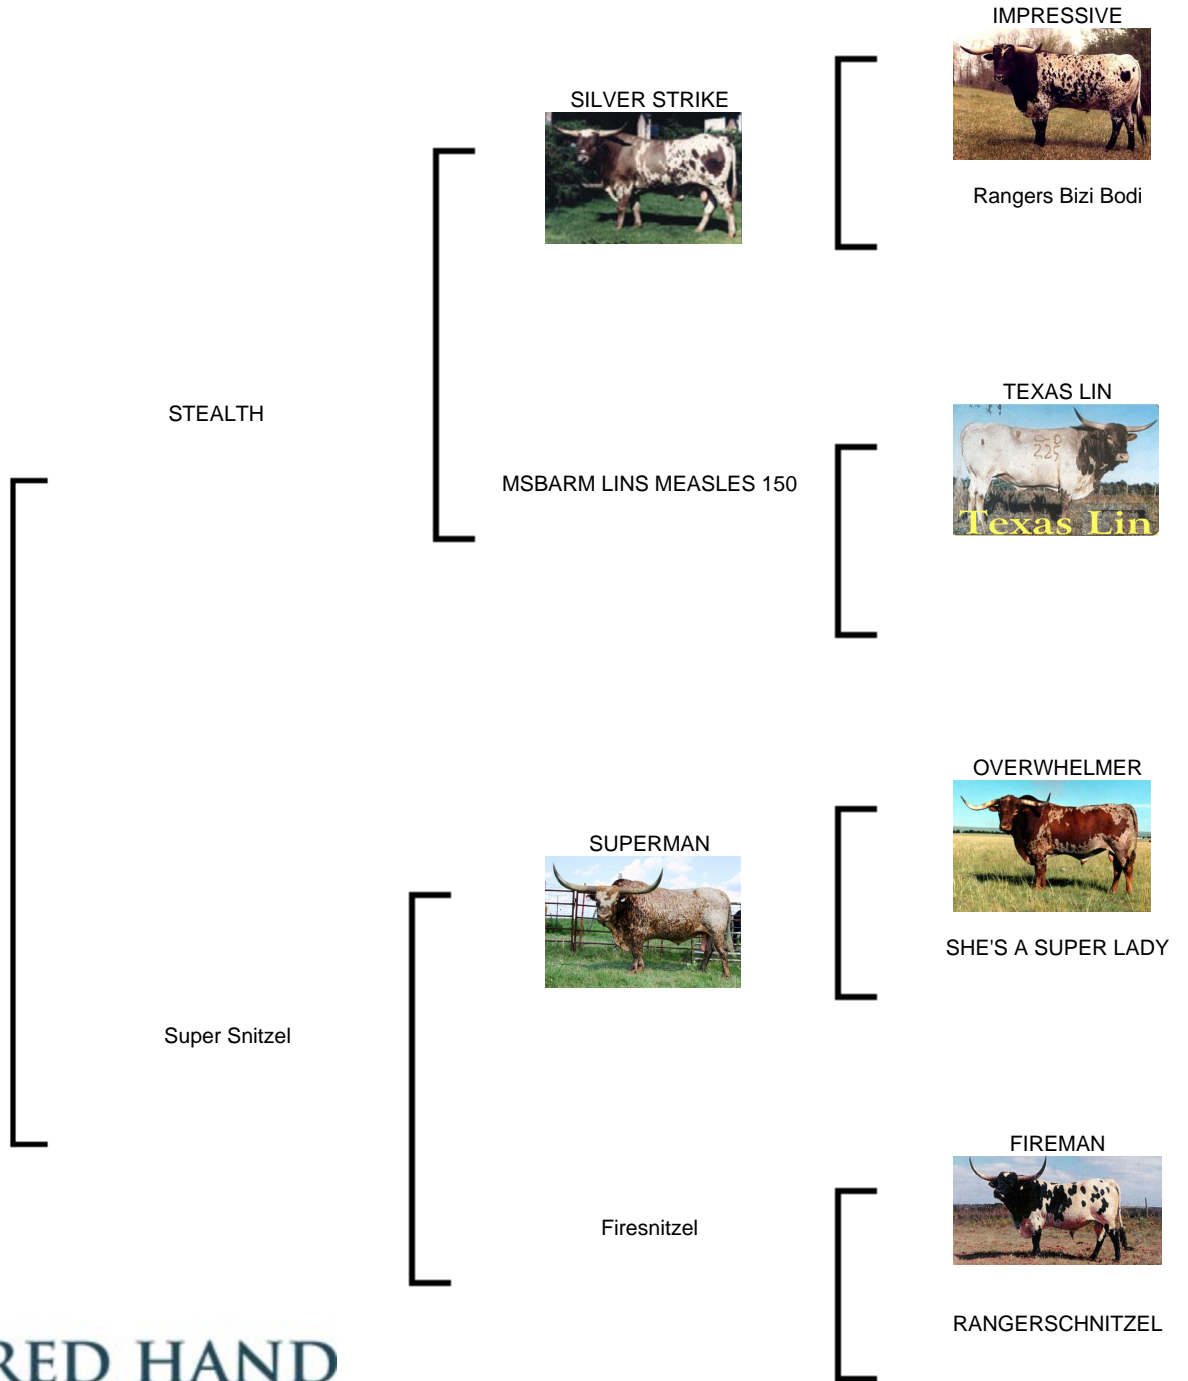 IMPRESSIVE
SILVER STRIKE
Rangers Bizi Bodi
TEXAS LIN
STEALTH
225
MSBARM LINS MEASLES 150
Texas Lin
OVERWHELMER
SUPERMAN
SHE'S A SUPER LADY
Super Snitzel
FIREMAN
Firesnitzel
RANGERSCHNITZEL
RED HAND